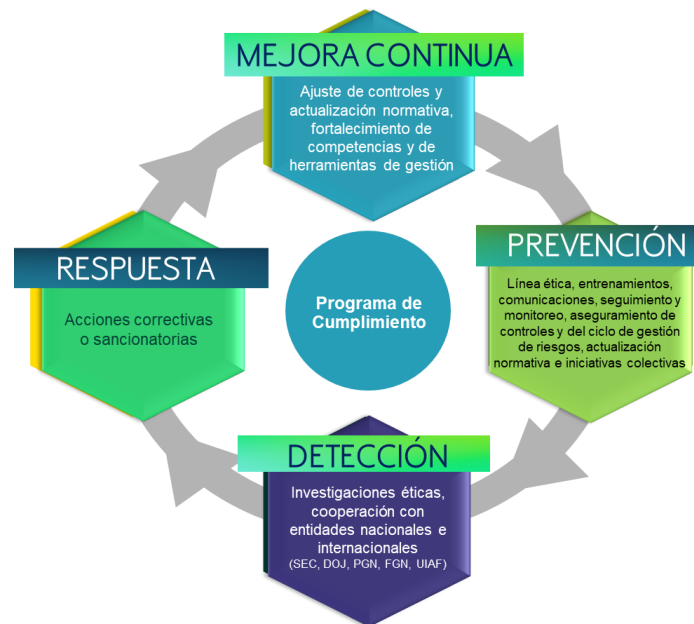 MEJORA CONTINUA
Ajuste de controles y
actualización normativa,
fortalecimiento de
competencias y de
herramientas de gestión
PREVENCIÓN
Línea ética, entrenamientos,
comunicaciones, seguimiento y
monitoreo, aseguramiento de
controles y del ciclo de gestión
de riesgos, actualización
normativa e iniciativas colectivas
RESPUESTA
Acciones correctivas
o sancionatorias
Programa de
Cumplimiento
DETECCIÓN
Investigaciones éticas,
cooperación con
entidades nacionales e
internacionales
(SEC, DOJ, PGN, FGN, UIAF)